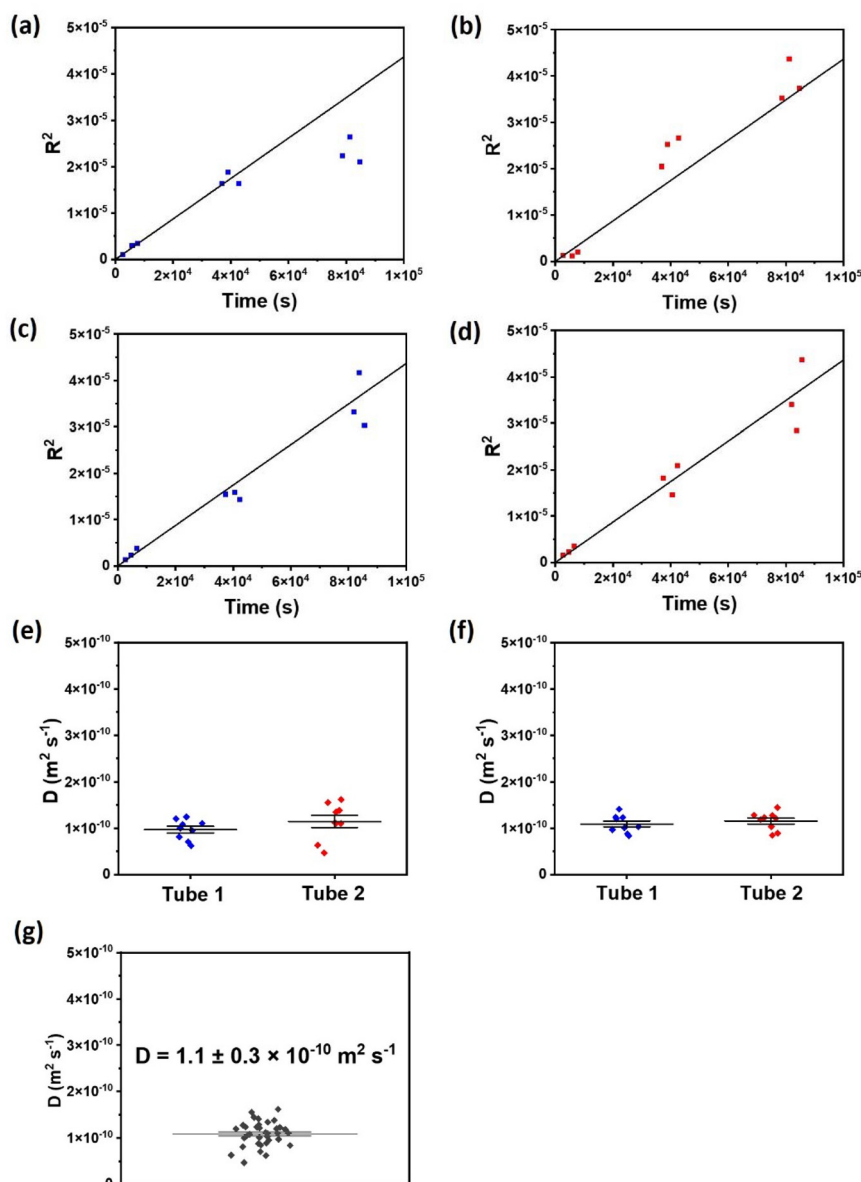 (a)
5×10⁻⁵
4×10⁻⁵
3×10⁻⁵
2×10⁻⁵
1×10⁻⁵
0
R²
0 2×10⁴ 4×10⁴ 6×10⁴ 8×10⁴ 1×10⁵
Time (s)
(b)
5×10⁻⁵
4×10⁻⁵
3×10⁻⁵
2×10⁻⁵
1×10⁻⁵
0
R²
0 2×10⁴ 4×10⁴ 6×10⁴ 8×10⁴ 1×10⁵
Time (s)
(c)
5×10⁻⁵
4×10⁻⁵
3×10⁻⁵
2×10⁻⁵
1×10⁻⁵
0
R²
0 2×10⁴ 4×10⁴ 6×10⁴ 8×10⁴ 1×10⁵
Time (s)
(d)
5×10⁻⁵
4×10⁻⁵
3×10⁻⁵
2×10⁻⁵
1×10⁻⁵
0
R²
0 2×10⁴ 4×10⁴ 6×10⁴ 8×10⁴ 1×10⁵
Time (s)
(e)
5×10⁻¹⁰
4×10⁻¹⁰
3×10⁻¹⁰
2×10⁻¹⁰
1×10⁻¹⁰
0
D (m² s⁻¹)
Tube 1 Tube 2
(f)
5×10⁻¹⁰
4×10⁻¹⁰
3×10⁻¹⁰
2×10⁻¹⁰
1×10⁻¹⁰
0
D (m² s⁻¹)
Tube 1 Tube 2
(g)
5×10⁻¹⁰
4×10⁻¹⁰
3×10⁻¹⁰
2×10⁻¹⁰
1×10⁻¹⁰
0
D (m² s⁻¹)
D = 1.1 ± 0.3 × 10⁻¹⁰ m² s⁻¹